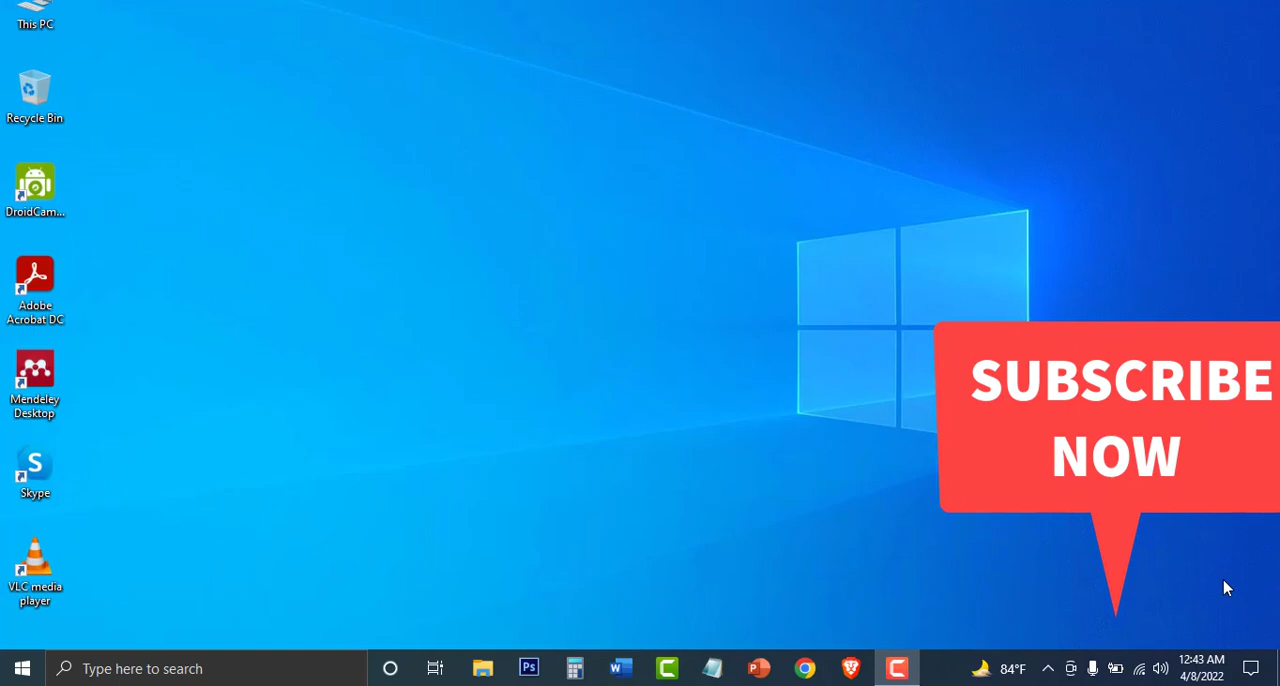 This PC
Recycle Bin
DroidCam...
Adobe
Acrobat DC
Mendeley
Desktop
S
Skype
VLC media
player
SUBSCRIBE
NOW
Type here to search
Ps
W
P
84°F
12:43 AM
4/8/2022